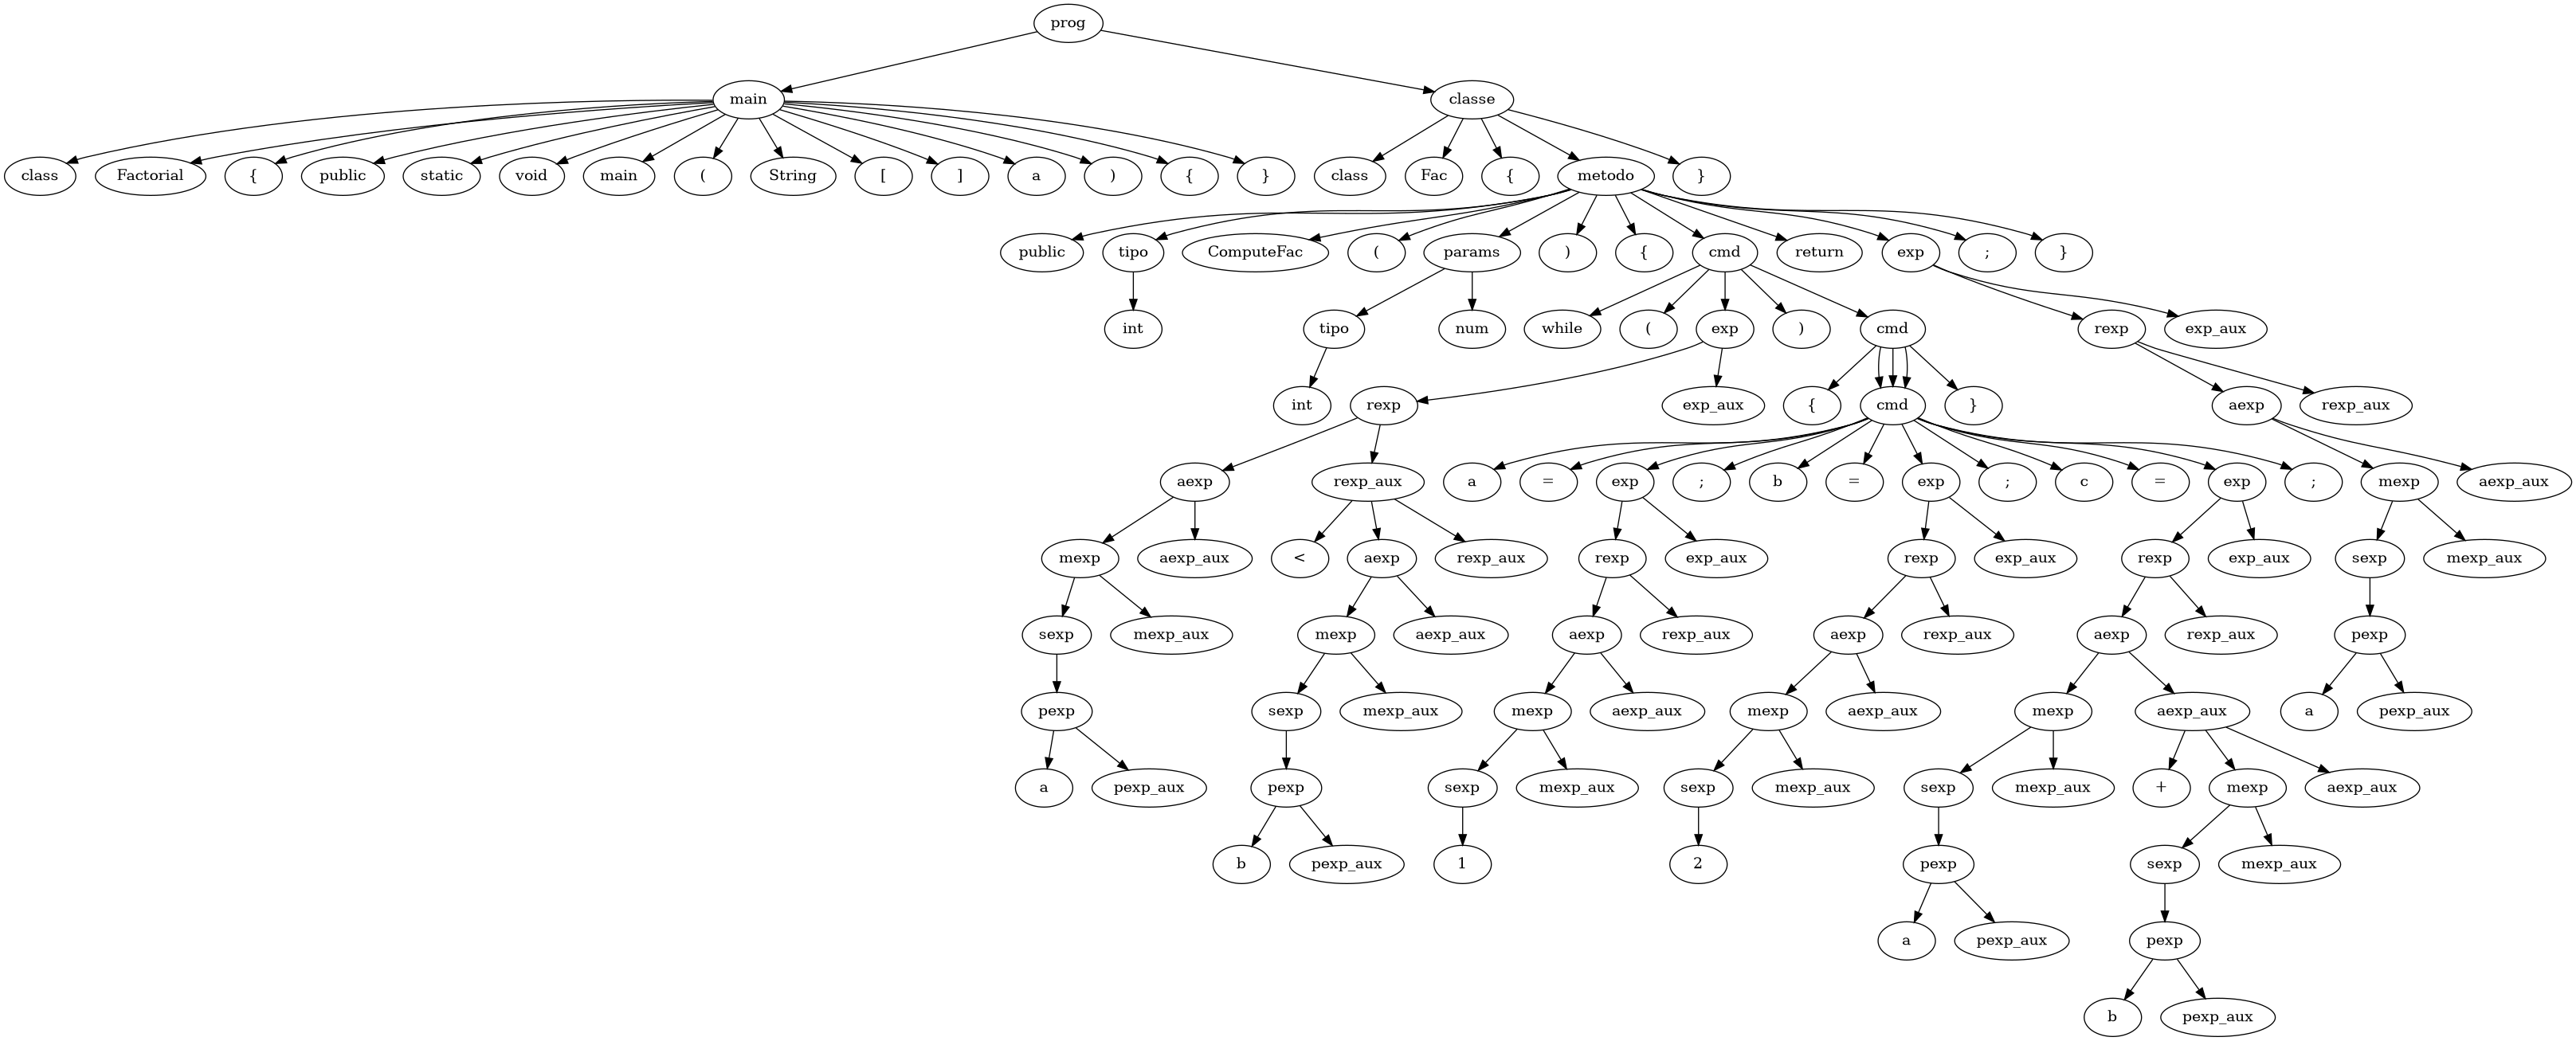 prog
main classe
class Factorial { public static void main ( String [ ] a ) { } class Fac { metodo }
public tipo ComputeFac ( params ) { cmd return exp ; }
int tipo num while ( exp ) cmd rexp exp_aux
int rexp exp_aux { cmd } aexp rexp_aux
aexp rexp_aux a = exp ; b = exp ; c = exp ; mexp aexp_aux
mexp aexp_aux < aexp rexp_aux rexp exp_aux rexp exp_aux rexp exp_aux sexp mexp_aux
sexp mexp_aux mexp aexp_aux aexp rexp_aux aexp rexp_aux aexp rexp_aux pexp
pexp sexp mexp_aux mexp aexp_aux mexp aexp_aux mexp aexp_aux a pexp_aux
a pexp_aux pexp sexp mexp_aux sexp mexp_aux sexp mexp_aux + mexp aexp_aux
b pexp_aux 1 2 pexp sexp mexp_aux
a pexp_aux pexp
b pexp_aux